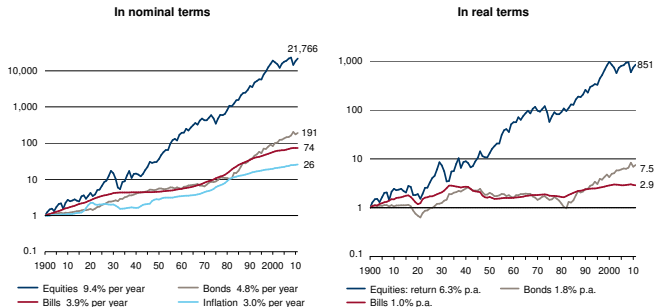 In nominal terms
In real terms
21,766
10,000
1,000
100
10
1
0.1
191
74
26
1900 10 20 30 40 50 60 70 80 90 2000 10
Equities 9.4% per year
Bonds 4.8% per year
Bills 3.9% per year
Inflation 3.0% per year
1,000
100
10
1
0.1
851
7.5
2.9
1900 10 20 30 40 50 60 70 80 90 2000 10
Equities: return 6.3% p.a.
Bonds 1.8% p.a.
Bills 1.0% p.a.